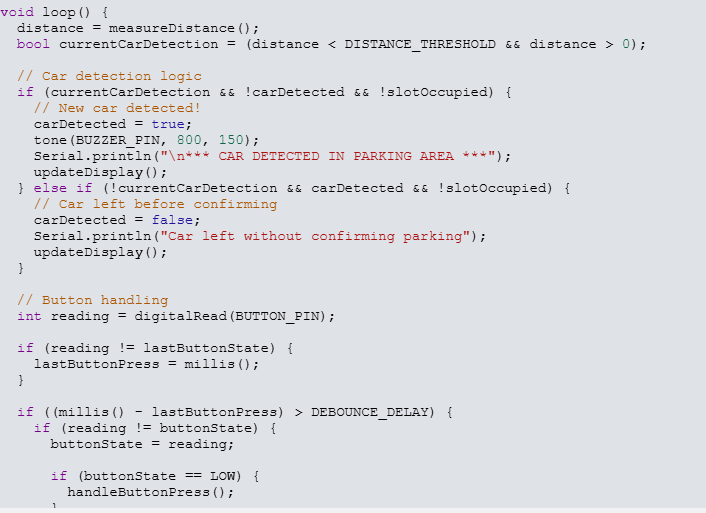 void loop() {
  distance = measureDistance();
  bool currentCarDetection = (distance < DISTANCE_THRESHOLD && distance > 0);

  // Car detection logic
  if (currentCarDetection && !carDetected && !slotOccupied) {
    // New car detected!
    carDetected = true;
    tone(BUZZER_PIN, 800, 150);
    Serial.println("\n*** CAR DETECTED IN PARKING AREA ***");
    updateDisplay();
  } else if (!currentCarDetection && carDetected && !slotOccupied) {
    // Car left before confirming
    carDetected = false;
    Serial.println("Car left without confirming parking");
    updateDisplay();
  }

  // Button handling
  int reading = digitalRead(BUTTON_PIN);

  if (reading != lastButtonState) {
    lastButtonPress = millis();
  }

  if ((millis() - lastButtonPress) > DEBOUNCE_DELAY) {
    if (reading != buttonState) {
      buttonState = reading;

      if (buttonState == LOW) {
        handleButtonPress();
      }